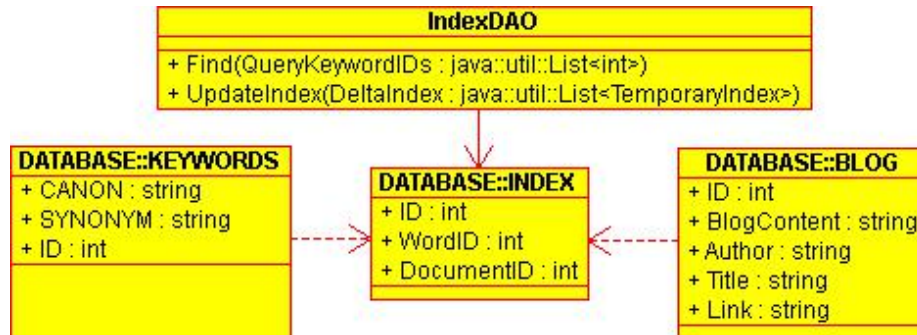 IndexDAO
+ Find(QueryKeywordIDs : java::util::List<int>)
+ UpdateIndex(DeltaIndex : java::util::List<TemporaryIndex>)
DATABASE::KEYWORDS
+ CANON : string
+ SYNONYM : string
+ ID : int
DATABASE::INDEX
+ ID : int
+ WordID : int
+ DocumentID : int
DATABASE::BLOG
+ ID : int
+ BlogContent : string
+ Author : string
+ Title : string
+ Link : string